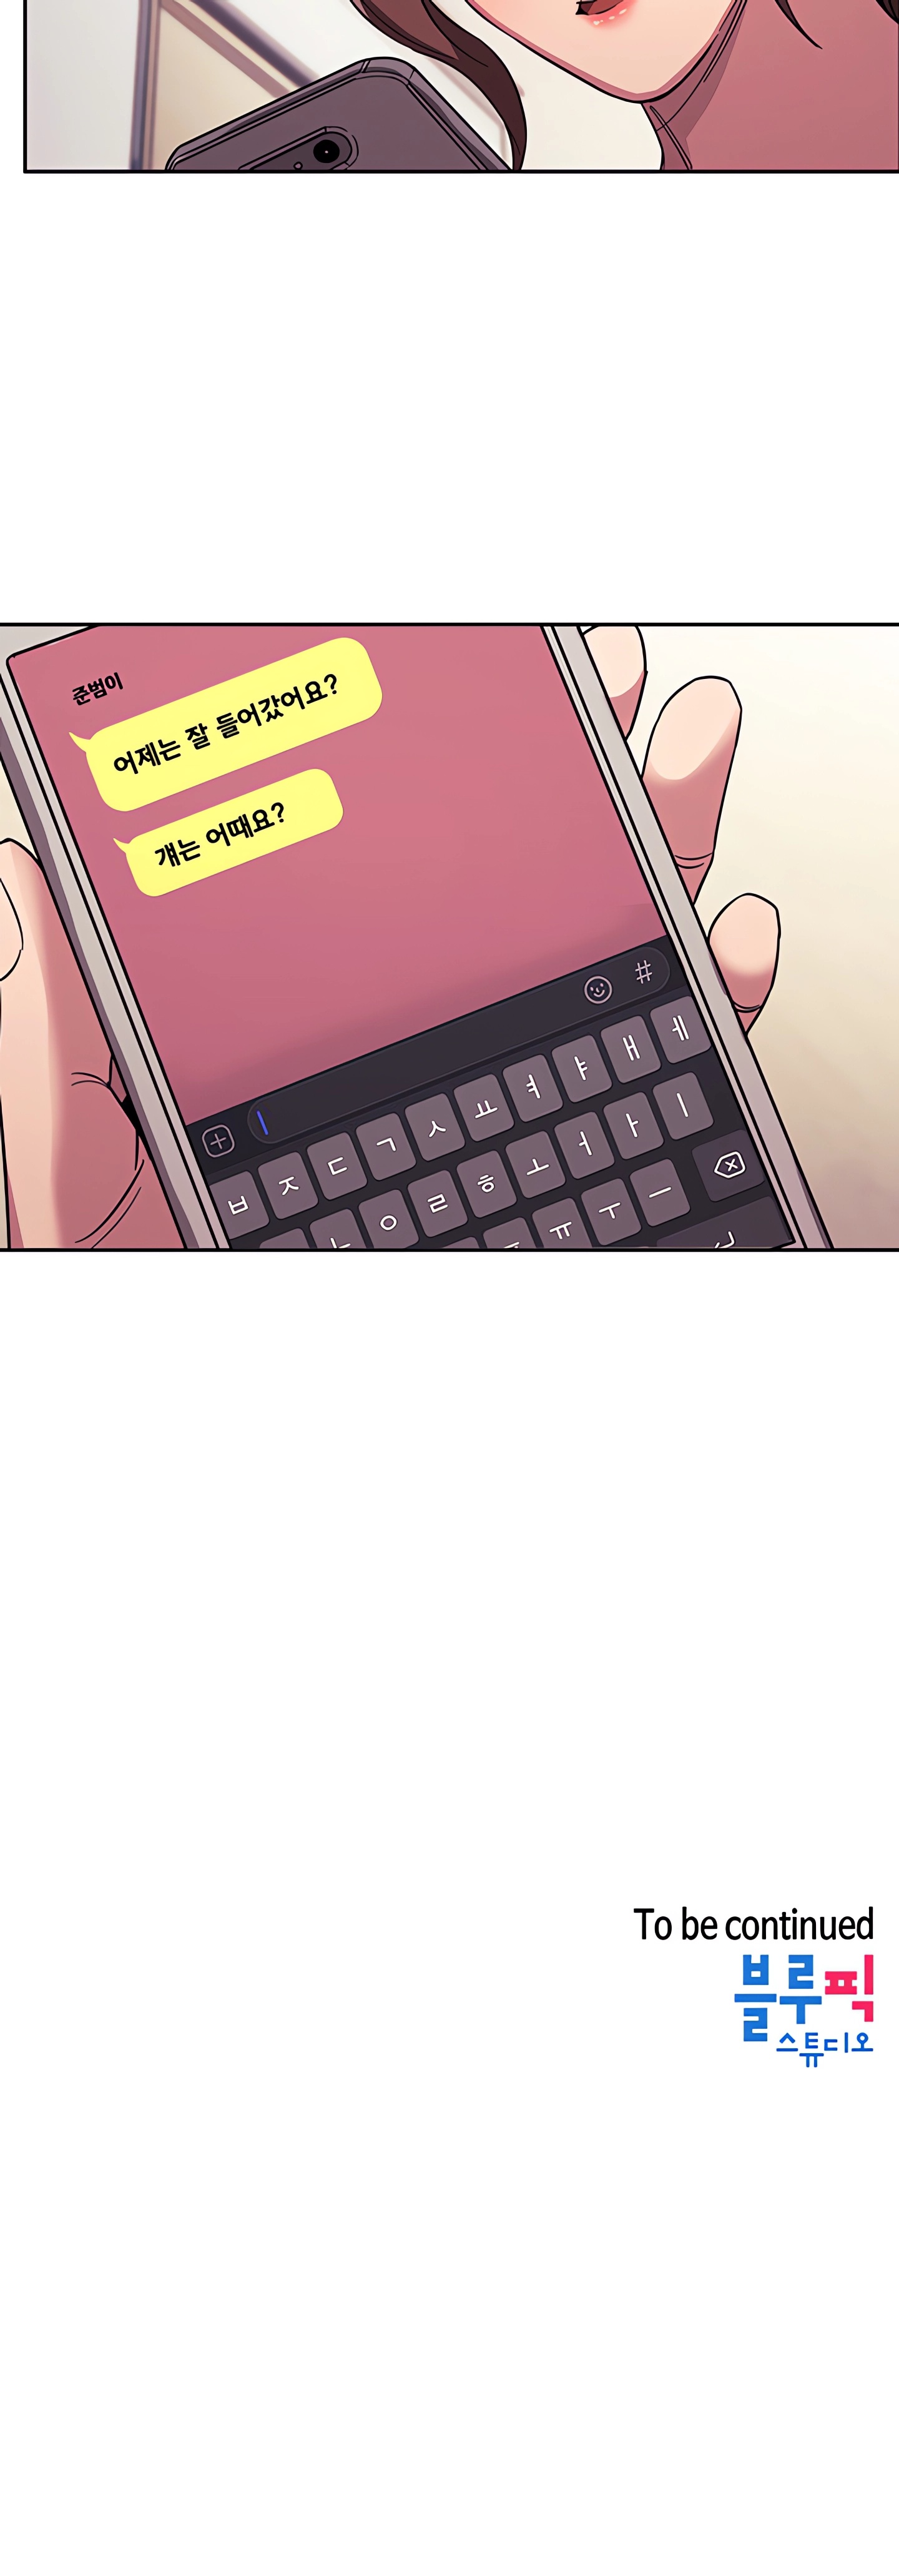 준범이
어제는 잘 들어갔어요?
걔는 어때요?
#
ㅂ ㅈ ㄷ ㄱ ㅅ ㅛ ㅕ ㅑ ㅐ ㅔ
ㄴ ㅇ ㄹ ㅎ ㅗ ㅓ ㅏ ㅣ
ㅠ ㅜ ㅡ
To be continued
블루픽
스튜디오